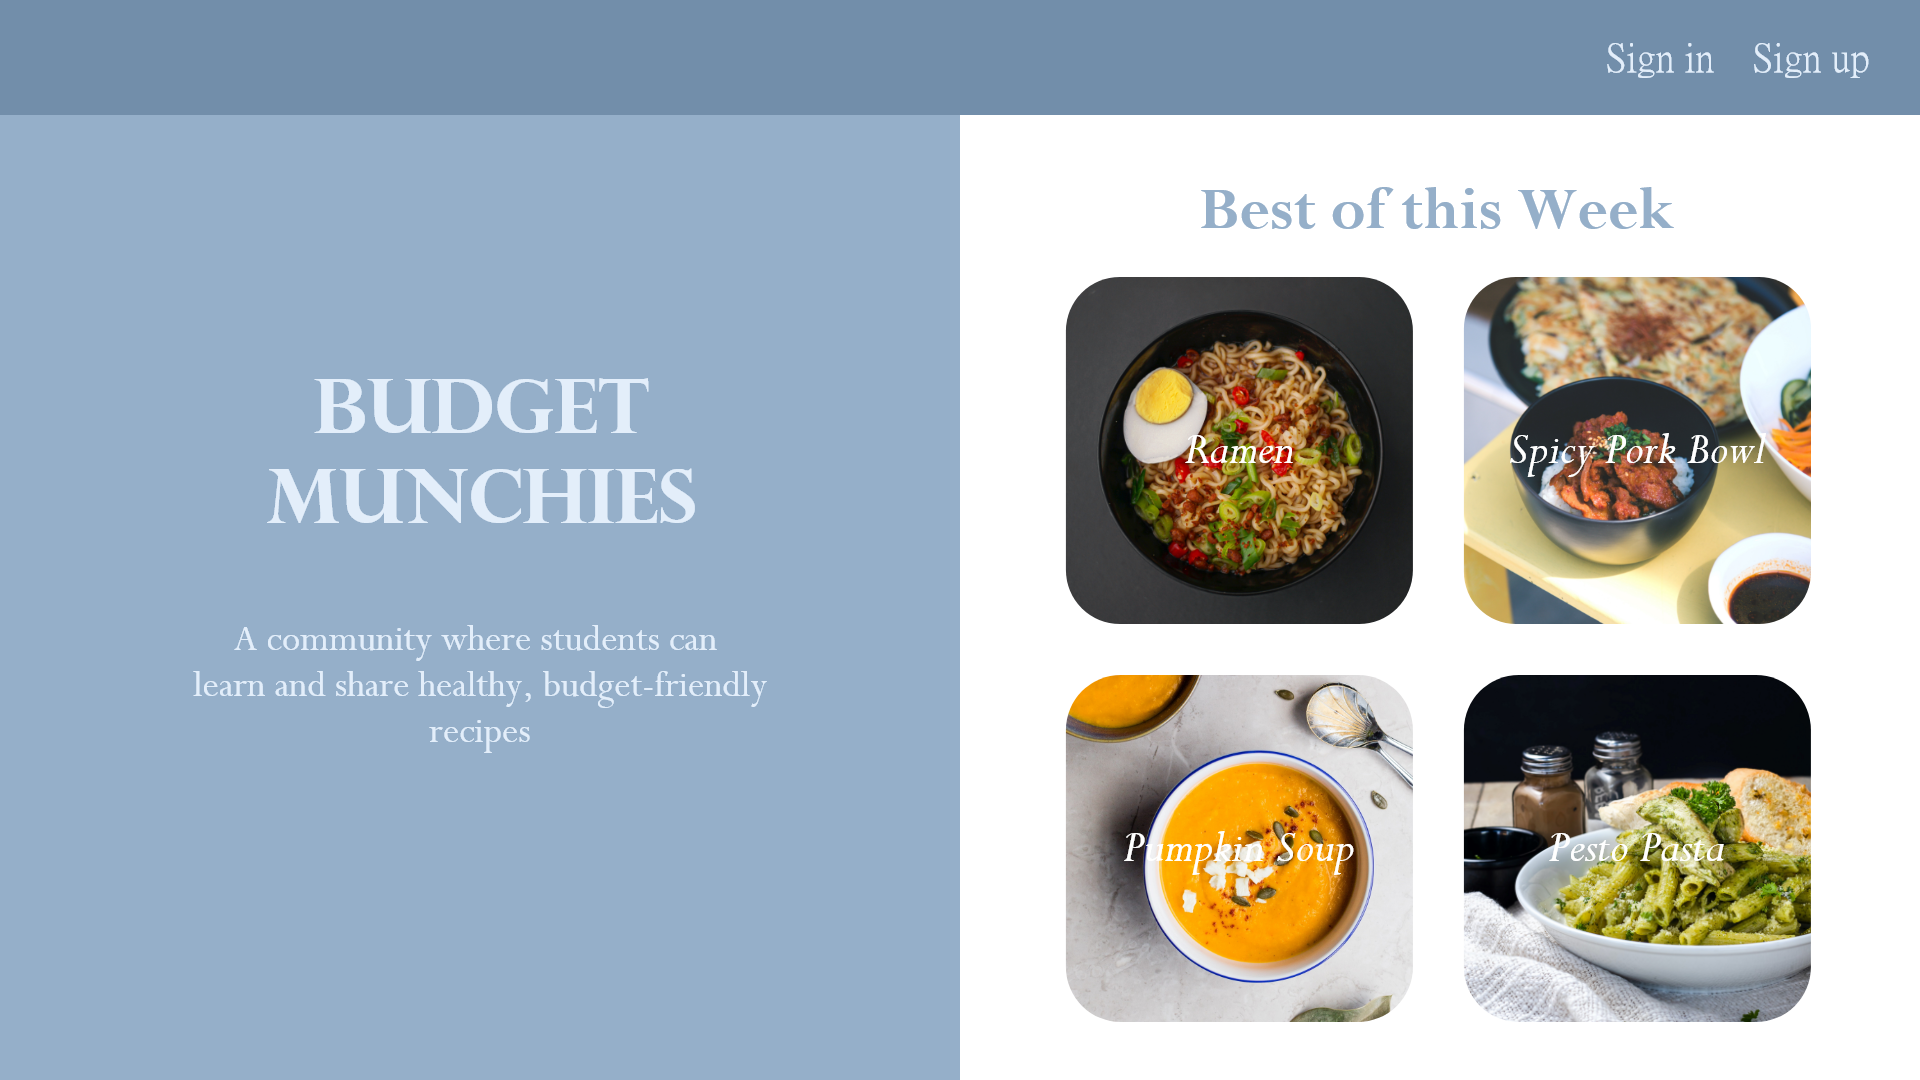 Sign in
Sign up
BUDGET
MUNCHIES
A community where students can
learn and share healthy, budget-friendly
recipes
Best of this Week
Ramen
Spicy Pork Bowl
Pumpkin Soup
Pesto Pasta